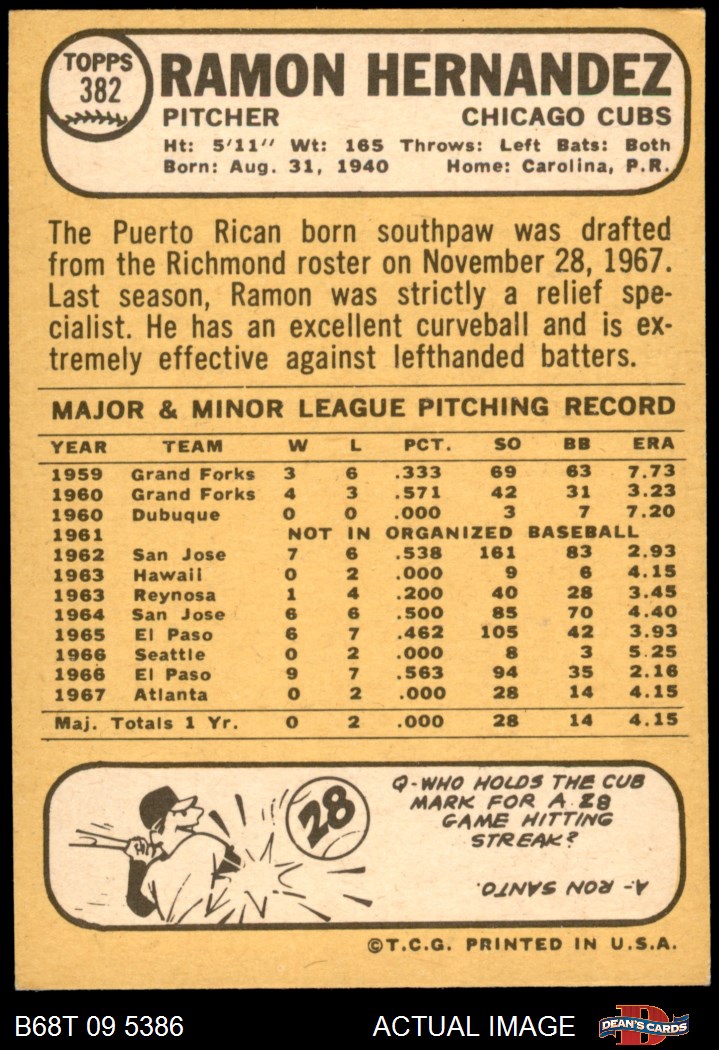 TOPPS
382
RAMON HERNANDEZ
PITCHER CHICAGO CUBS
Ht: 5'11" Wt: 165 Throws: Left Bats: Both
Born: Aug. 31, 1940 Home: Carolina, P.R.
The Puerto Rican born southpaw was drafted
from the Richmond roster on November 28, 1967.
Last season, Ramon was strictly a relief spe-
cialist. He has an excellent curveball and is ex-
tremely effective against lefthanded batters.
MAJOR & MINOR LEAGUE PITCHING RECORD
YEAR TEAM W L PCT. SO BB ERA
1959 Grand Forks 3 6 .333 69 63 7.73
1960 Grand Forks 4 3 .571 42 31 3.23
1960 Dubuque 0 0 .000 3 7 7.20
1961 NOT IN ORGANIZED BASEBALL
1962 San Jose 7 6 .538 161 83 2.93
1963 Hawaii 0 2 .000 9 6 4.15
1963 Reynosa 1 4 .200 40 28 3.45
1964 San Jose 6 6 .500 85 70 4.40
1965 El Paso 6 7 .462 105 42 3.93
1966 Seattle 0 2 .000 8 3 5.25
1966 El Paso 9 7 .563 94 35 2.16
1967 Atlanta 0 2 .000 28 14 4.15
Maj. Totals 1 Yr. 0 2 .000 28 14 4.15
28
Q-WHO HOLDS THE CUB
MARK FOR A 28
GAME HITTING
STREAK?
A-RON SANTO.
©T.C.G. PRINTED IN U.S.A.
B68T 09 5386 ACTUAL IMAGE D DEAN'S CARDS